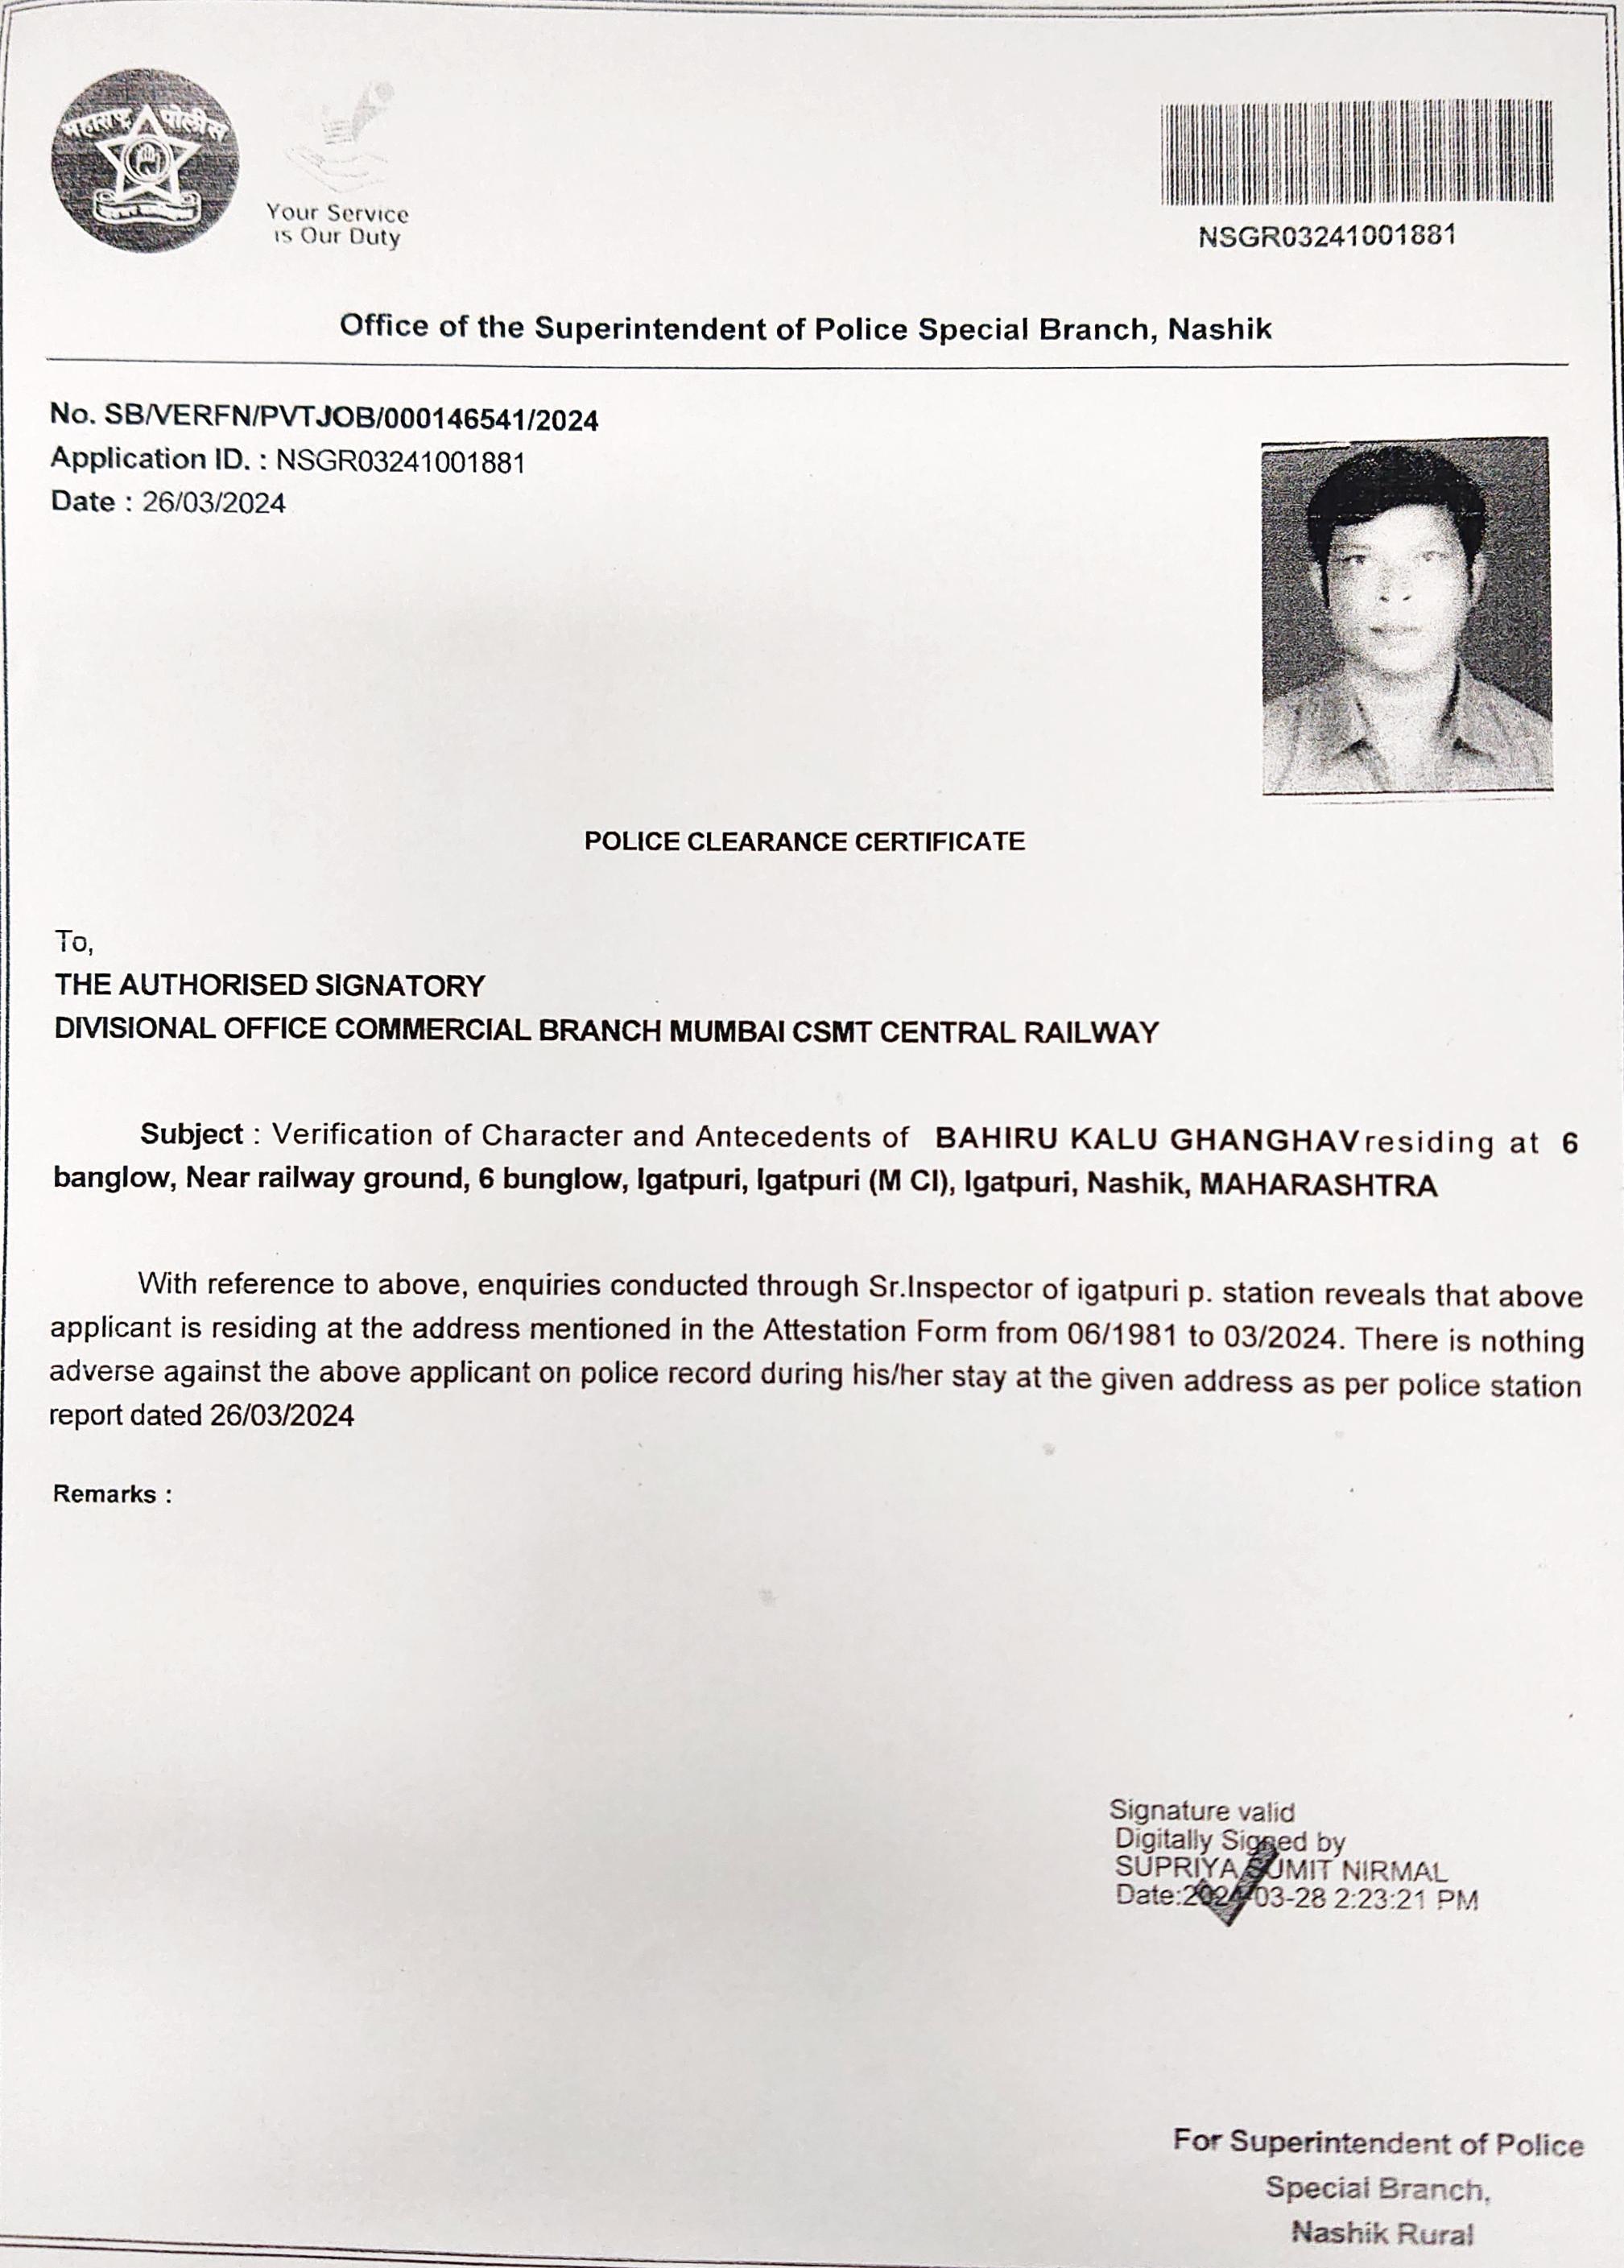 महाराष्ट्र पोलीस
Your Service
is Our Duty
NSGR03241001881
Office of the Superintendent of Police Special Branch, Nashik
No. SB/VERFN/PVTJOB/000146541/2024
Application ID. : NSGR03241001881
Date : 26/03/2024
POLICE CLEARANCE CERTIFICATE
To,
THE AUTHORISED SIGNATORY
DIVISIONAL OFFICE COMMERCIAL BRANCH MUMBAI CSMT CENTRAL RAILWAY
Subject : Verification of Character and Antecedents of BAHIRU KALU GHANGHAV residing at 6
banglow, Near railway ground, 6 bunglow, Igatpuri, Igatpuri (M Cl), Igatpuri, Nashik, MAHARASHTRA
With reference to above, enquiries conducted through Sr.Inspector of igatpuri p. station reveals that above
applicant is residing at the address mentioned in the Attestation Form from 06/1981 to 03/2024. There is nothing
adverse against the above applicant on police record during his/her stay at the given address as per police station
report dated 26/03/2024
Remarks :
Signature valid
Digitally Signed by
SUPRIYA SUMIT NIRMAL
Date:2024-03-28 2:23:21 PM
For Superintendent of Police
Special Branch,
Nashik Rural